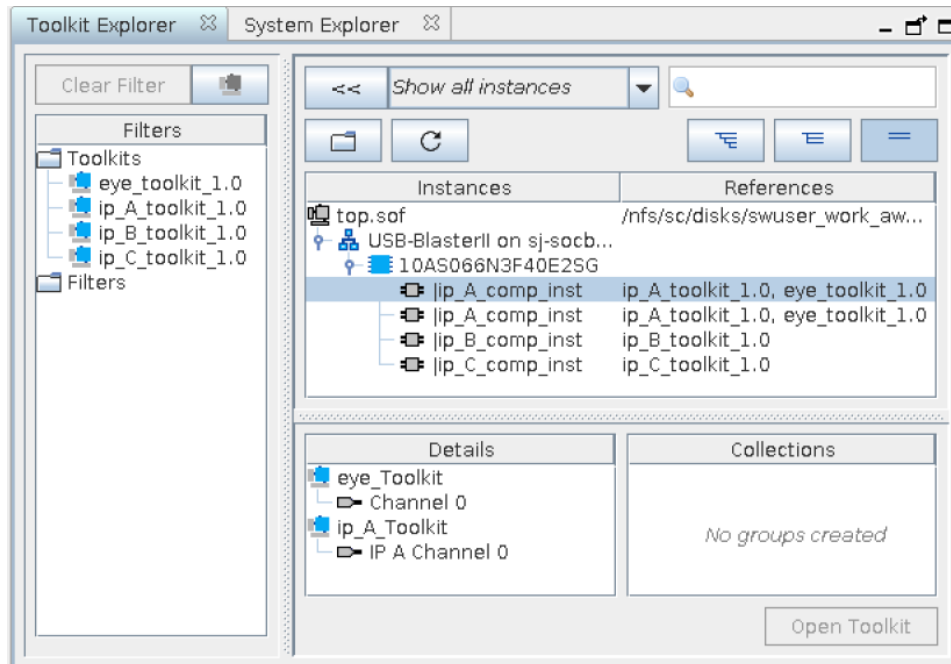 Toolkit Explorer
System Explorer
Clear Filter
Filters
Toolkits
eye_toolkit_1.0
ip_A_toolkit_1.0
ip_B_toolkit_1.0
ip_C_toolkit_1.0
Filters
<< Show all instances
Instances References
top.sof /nfs/sc/disks/swuser_work_aw...
USB-BlasterII on sj-socb...
10AS066N3F40E2SG
|ip_A_comp_inst ip_A_toolkit_1.0, eye_toolkit_1.0
|ip_A_comp_inst ip_A_toolkit_1.0, eye_toolkit_1.0
|ip_B_comp_inst ip_B_toolkit_1.0
|ip_C_comp_inst ip_C_toolkit_1.0
Details
eye_Toolkit
Channel 0
ip_A_Toolkit
IP A Channel 0
Collections
No groups created
Open Toolkit